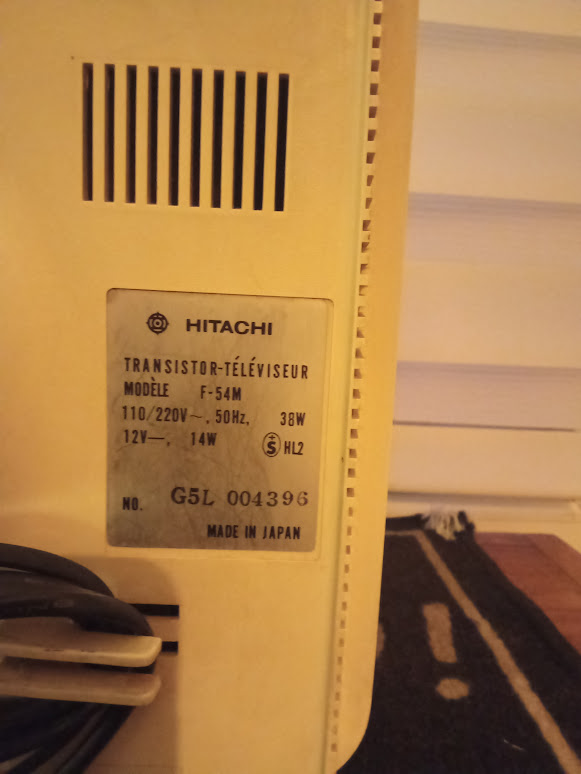 HITACHI
TRANSISTOR-TÉLÉVISEUR
MODÈLE F-54M
110/220V~, 50Hz, 38W
12V⎓, 14W S HL2
NO. G5L 004396
MADE IN JAPAN